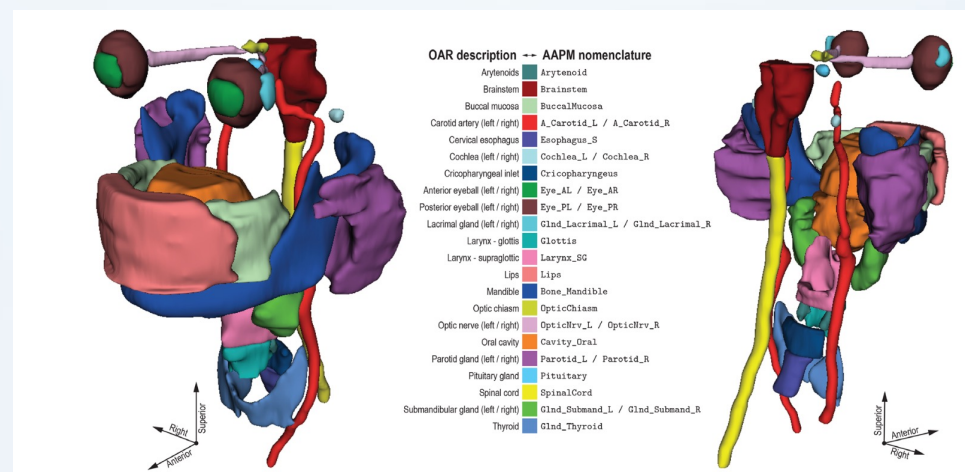 OAR description ↔ AAPM nomenclature
Arytenoids Arytenoid
Brainstem Brainstem
Buccal mucosa BuccalMucosa
Carotid artery (left / right) A_Carotid_L / A_Carotid_R
Cervical esophagus Esophagus_S
Cochlea (left / right) Cochlea_L / Cochlea_R
Cricopharyngeal inlet Cricopharyngeus
Anterior eyeball (left / right) Eye_AL / Eye_AR
Posterior eyeball (left / right) Eye_PL / Eye_PR
Lacrimal gland (left / right) Glnd_Lacrimal_L / Glnd_Lacrimal_R
Larynx - glottis Glottis
Larynx - supraglottic Larynx_SG
Lips Lips
Mandible Bone_Mandible
Optic chiasm OpticChiasm
Optic nerve (left / right) OpticNrv_L / OpticNrv_R
Oral cavity Cavity_Oral
Parotid gland (left / right) Parotid_L / Parotid_R
Pituitary gland Pituitary
Spinal cord SpinalCord
Submandibular gland (left / right) Glnd_Submand_L / Glnd_Submand_R
Thyroid Glnd_Thyroid
Superior
Right
Anterior
Superior
Anterior
Right